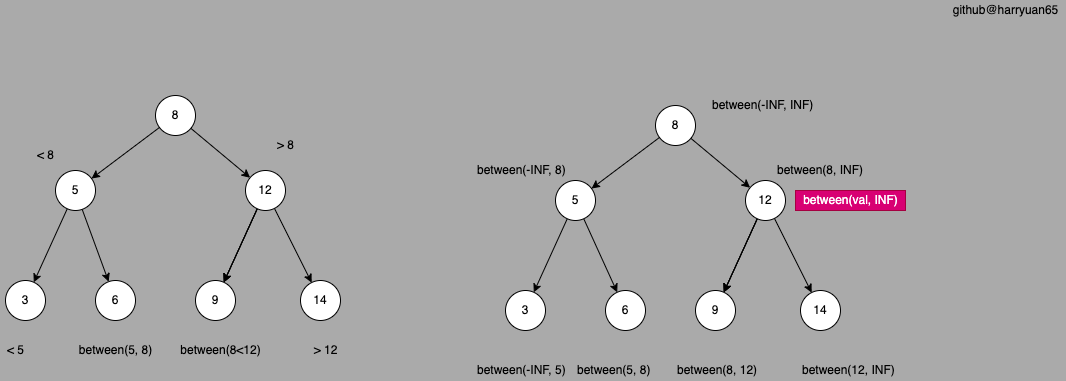 github@harryuan65
8
< 8
> 8
5
12
3
6
9
14
< 5
between(5, 8)
between(8<12)
> 12
8
between(-INF, INF)
between(-INF, 8)
between(8, INF)
5
12
between(val, INF)
3
6
9
14
between(-INF, 5)
between(5, 8)
between(8, 12)
between(12, INF)